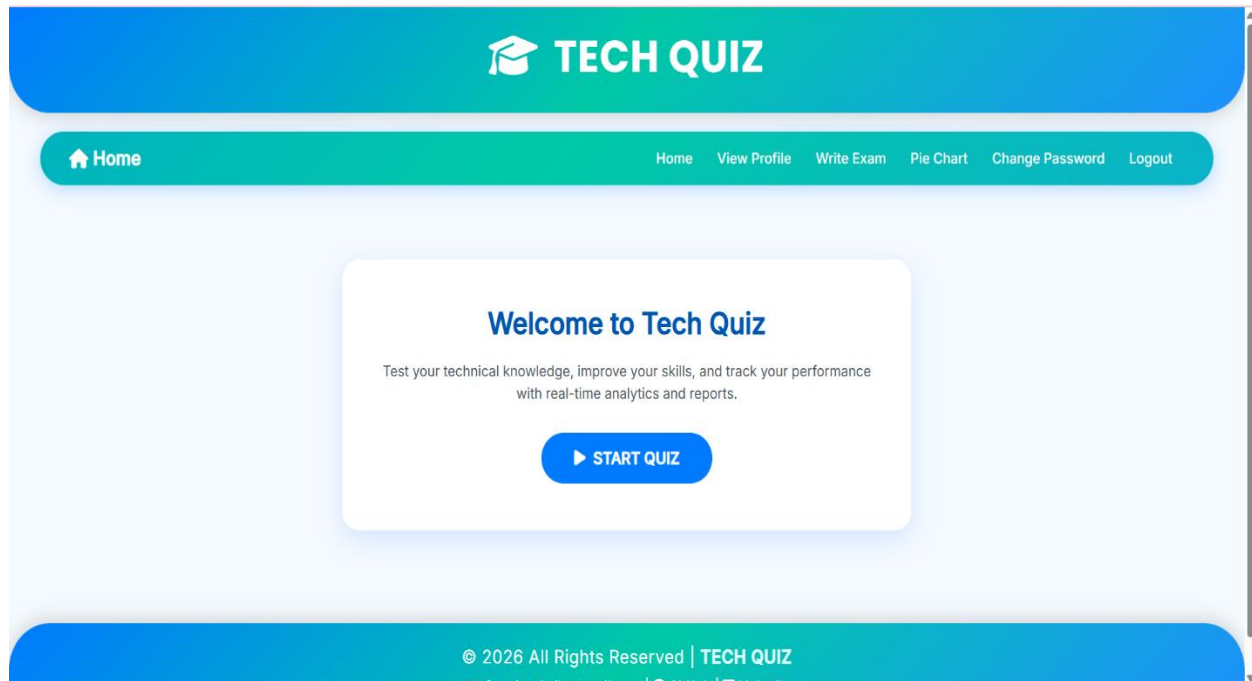 TECH QUIZ
Home
Home View Profile Write Exam Pie Chart Change Password Logout
Welcome to Tech Quiz
Test your technical knowledge, improve your skills, and track your performance
with real-time analytics and reports.
START QUIZ
© 2026 All Rights Reserved | TECH QUIZ